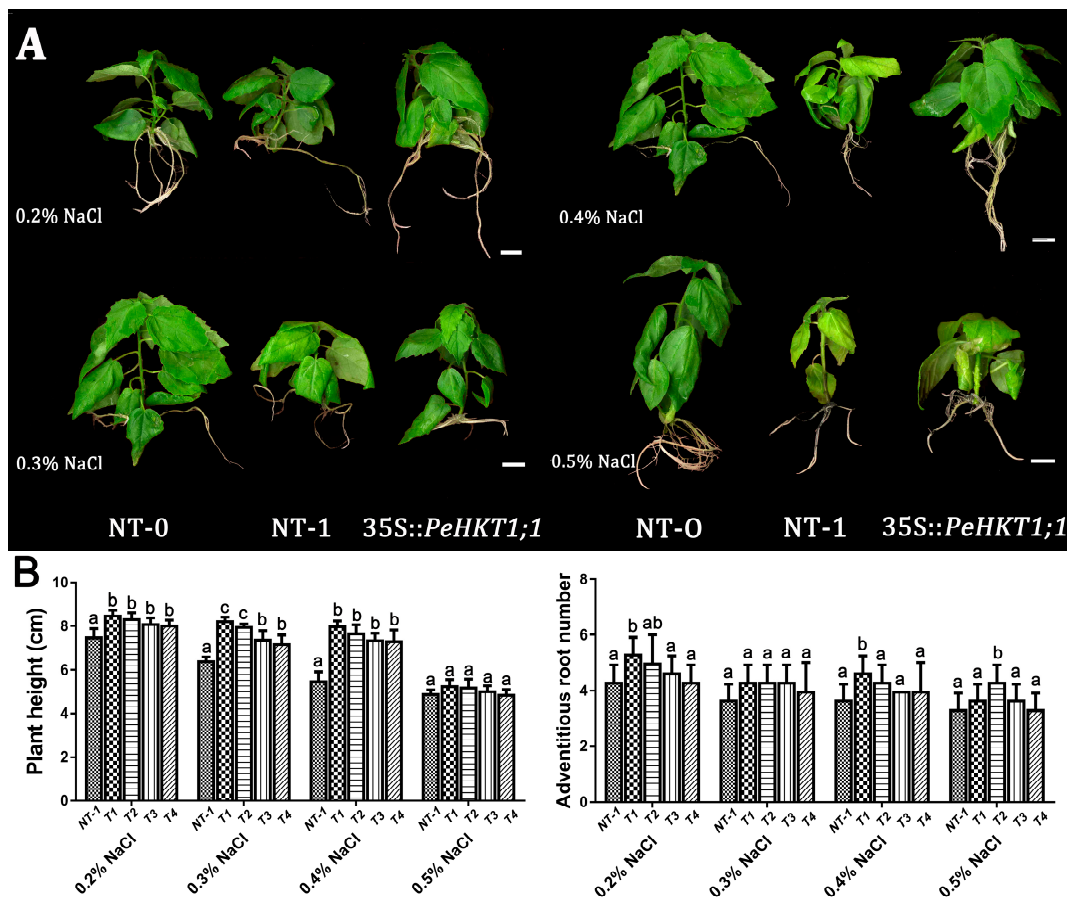 A
0.2% NaCl
0.4% NaCl
0.3% NaCl
0.5% NaCl
NT-0 NT-1 35S::PeHKT1;1
NT-O NT-1 35S::PeHKT1;1
B
Plant height (cm)
10
8
6
4
2
0
a b b b b
a c c b b
a b b b b
a a a a a
NT-1 T1 T2 T3 T4
NT-1 T1 T2 T3 T4
NT-1 T1 T2 T3 T4
NT-1 T1 T2 T3 T4
0.2% NaCl
0.3% NaCl
0.4% NaCl
0.5% NaCl
Adventitious root number
8
6
4
2
0
a b ab a a
a a a a a
a b a a a
a a b a a
NT-1 T1 T2 T3 T4
NT-1 T1 T2 T3 T4
NT-1 T1 T2 T3 T4
NT-1 T1 T2 T3 T4
0.2% NaCl
0.3% NaCl
0.4% NaCl
0.5% NaCl